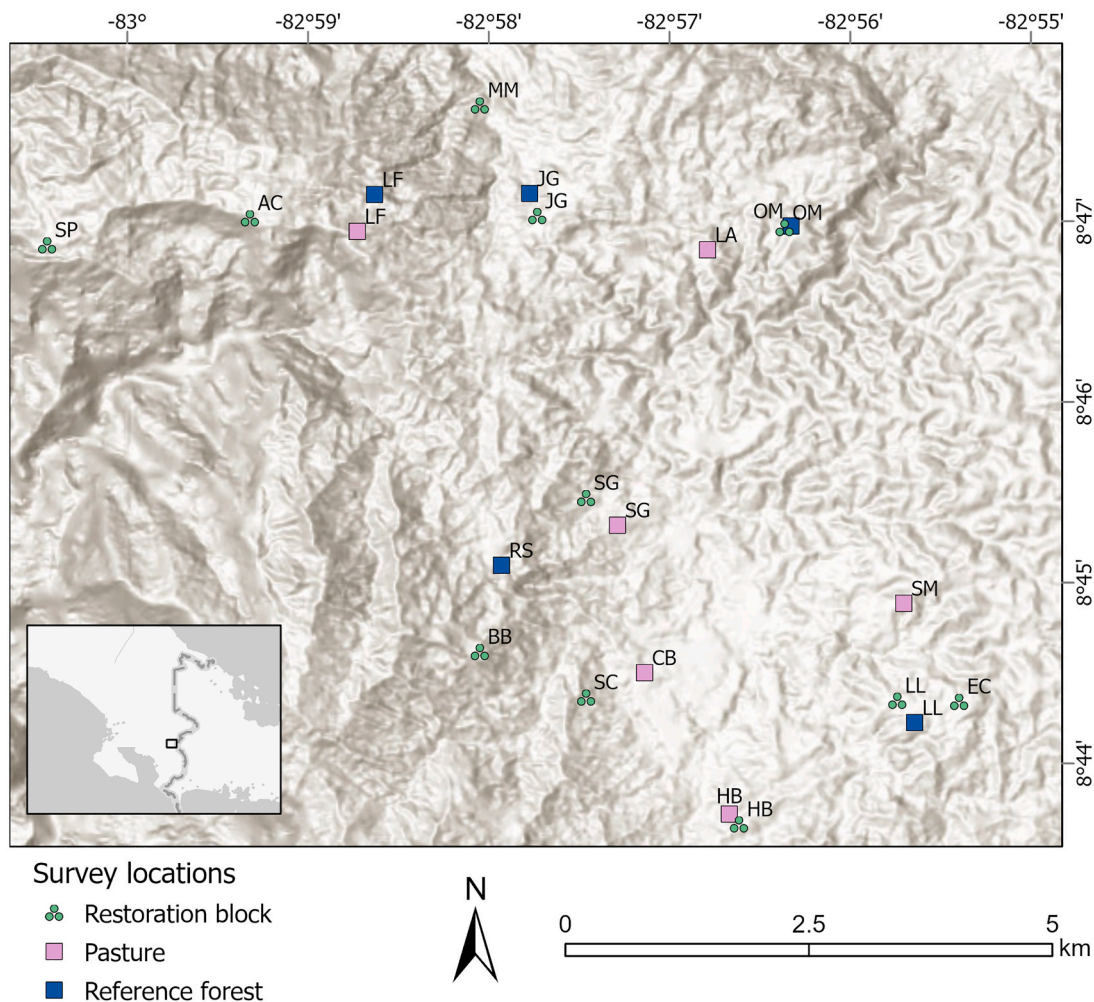 -83° -82°59' -82°58' -82°57' -82°56' -82°55'
MM
LF JG
AC JG
SP LF OM OM
LA
8°47'
8°46'
SG
SG
RS
8°45'
SM
BB
CB
SC LL EC
LL
8°44'
HB HB
Survey locations
Restoration block
Pasture
Reference forest
N
0 2.5 5
km